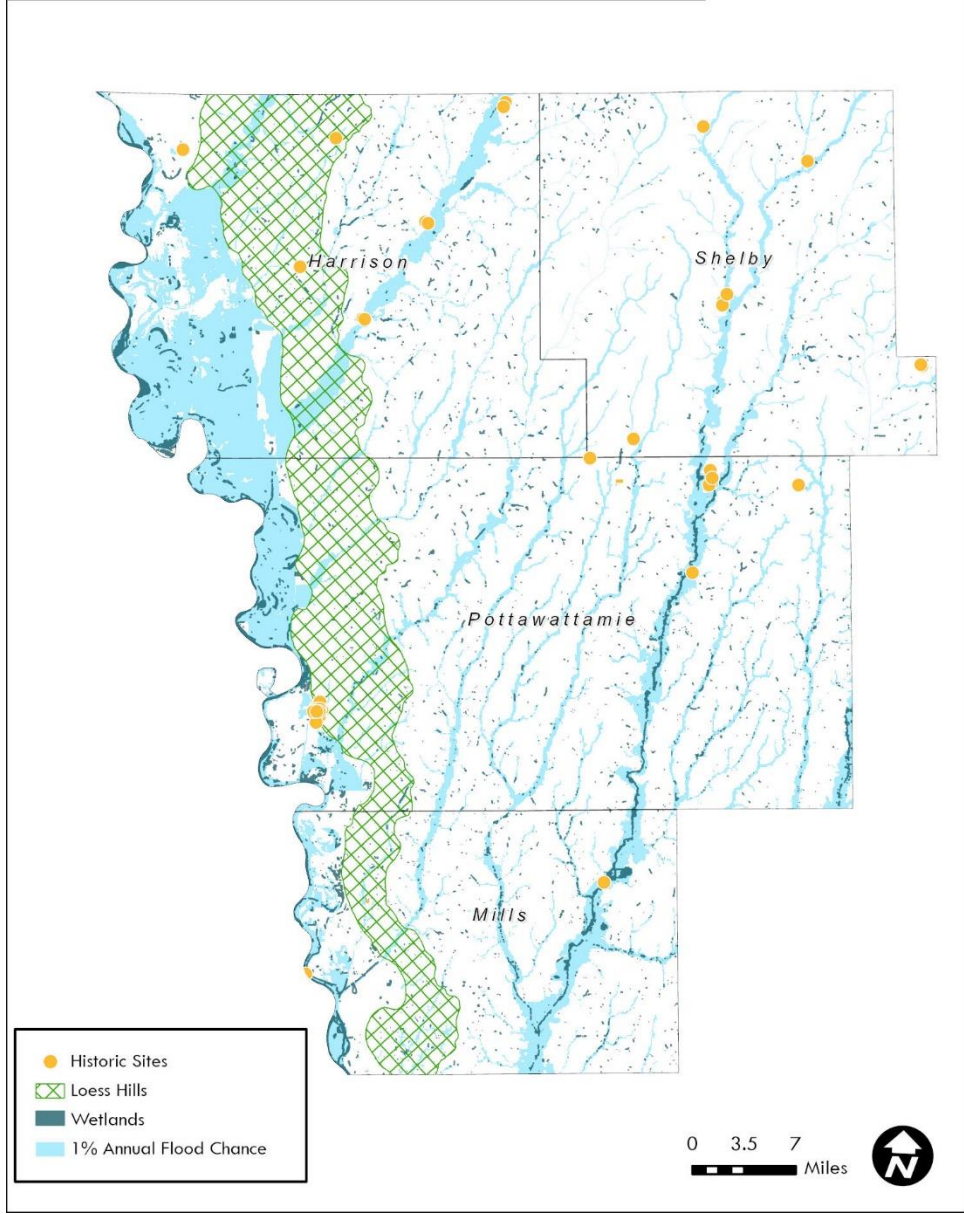 Harrison
Shelby
Pottawattamie
Mills
Historic Sites
Loess Hills
Wetlands
1% Annual Flood Chance
0 3.5 7
Miles
N